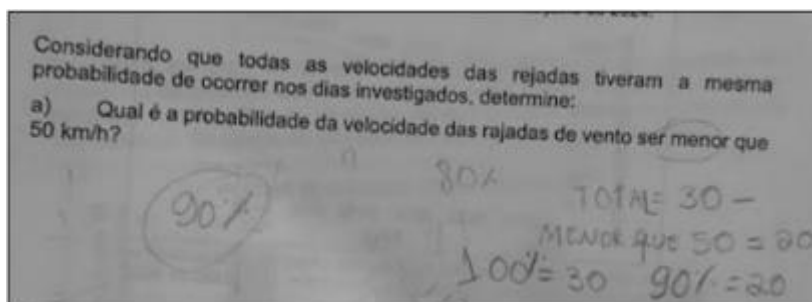 Considerando que todas as velocidades das rejadas tiveram a mesma
probabilidade de ocorrer nos dias investigados, determine:
a) Qual é a probabilidade da velocidade das rajadas de vento ser menor que
50 km/h?
80%
90%
TOTAL= 30 –
MENOR QUE 50 = 20
100%= 30 90% = 20